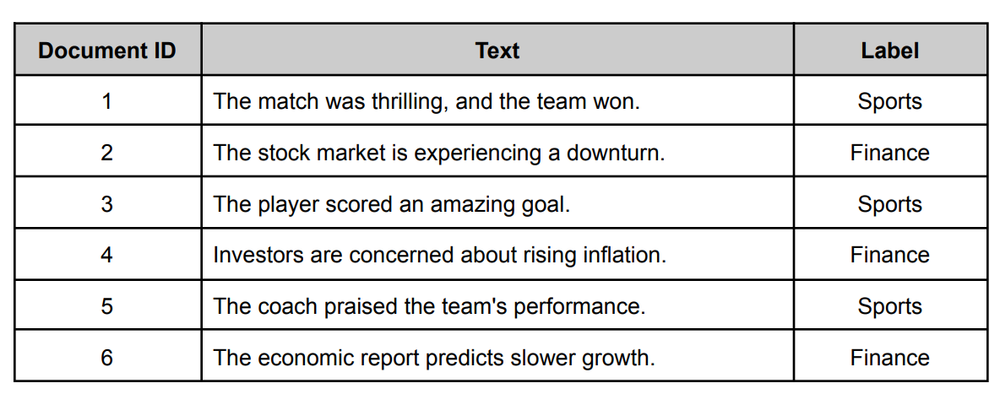 Document ID Text Label
1 The match was thrilling, and the team won. Sports
2 The stock market is experiencing a downturn. Finance
3 The player scored an amazing goal. Sports
4 Investors are concerned about rising inflation. Finance
5 The coach praised the team's performance. Sports
6 The economic report predicts slower growth. Finance